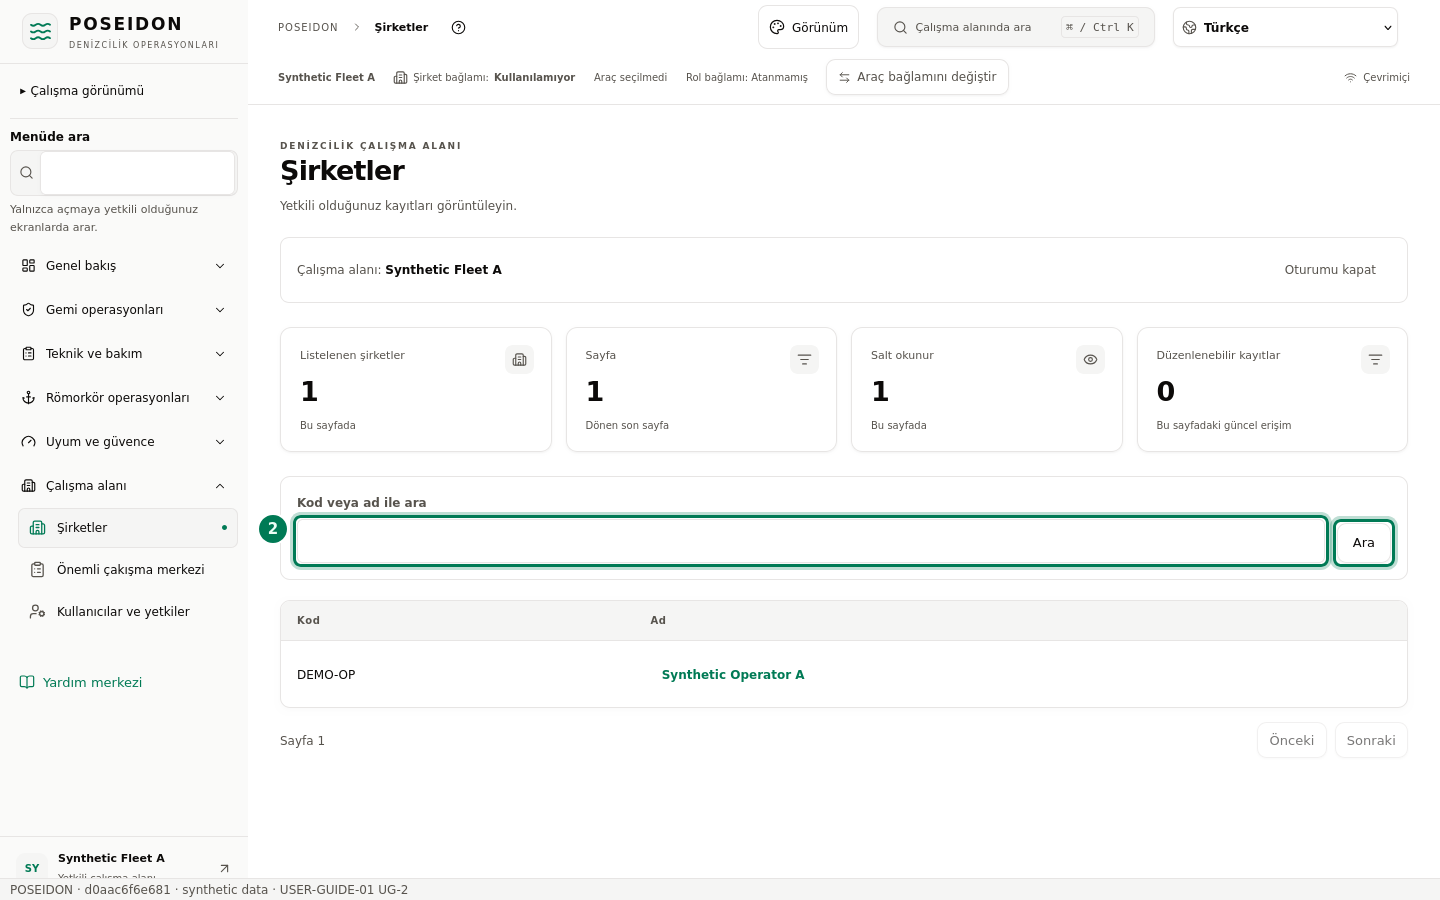 POSEIDON
DENİZCİLİK OPERASYONLARI
Çalışma görünümü
Menüde ara
Yalnızca açmaya yetkili olduğunuz
ekranlarda arar.
Genel bakış
Gemi operasyonları
Teknik ve bakım
Römorkör operasyonları
Uyum ve güvence
Çalışma alanı
Şirketler
Önemli çakışma merkezi
Kullanıcılar ve yetkiler
Yardım merkezi
SY
Synthetic Fleet A
Yetkili çalışma alanı
POSEIDON > Şirketler
Görünüm
Çalışma alanında ara
⌘ / Ctrl K
Türkçe
Synthetic Fleet A
Şirket bağlamı: Kullanılamıyor
Araç seçilmedi
Rol bağlamı: Atanmamış
Araç bağlamını değiştir
Çevrimiçi
DENİZCİLİK ÇALIŞMA ALANI
Şirketler
Yetkili olduğunuz kayıtları görüntüleyin.
Çalışma alanı: Synthetic Fleet A
Oturumu kapat
Listelenen şirketler
1
Bu sayfada
Sayfa
1
Dönen son sayfa
Salt okunur
1
Bu sayfada
Düzenlenebilir kayıtlar
0
Bu sayfadaki güncel erişim
Kod veya ad ile ara
2
Ara
Kod Ad
DEMO-OP Synthetic Operator A
Sayfa 1
Önceki
Sonraki
POSEIDON · d0aac6f6e681 · synthetic data · USER-GUIDE-01 UG-2